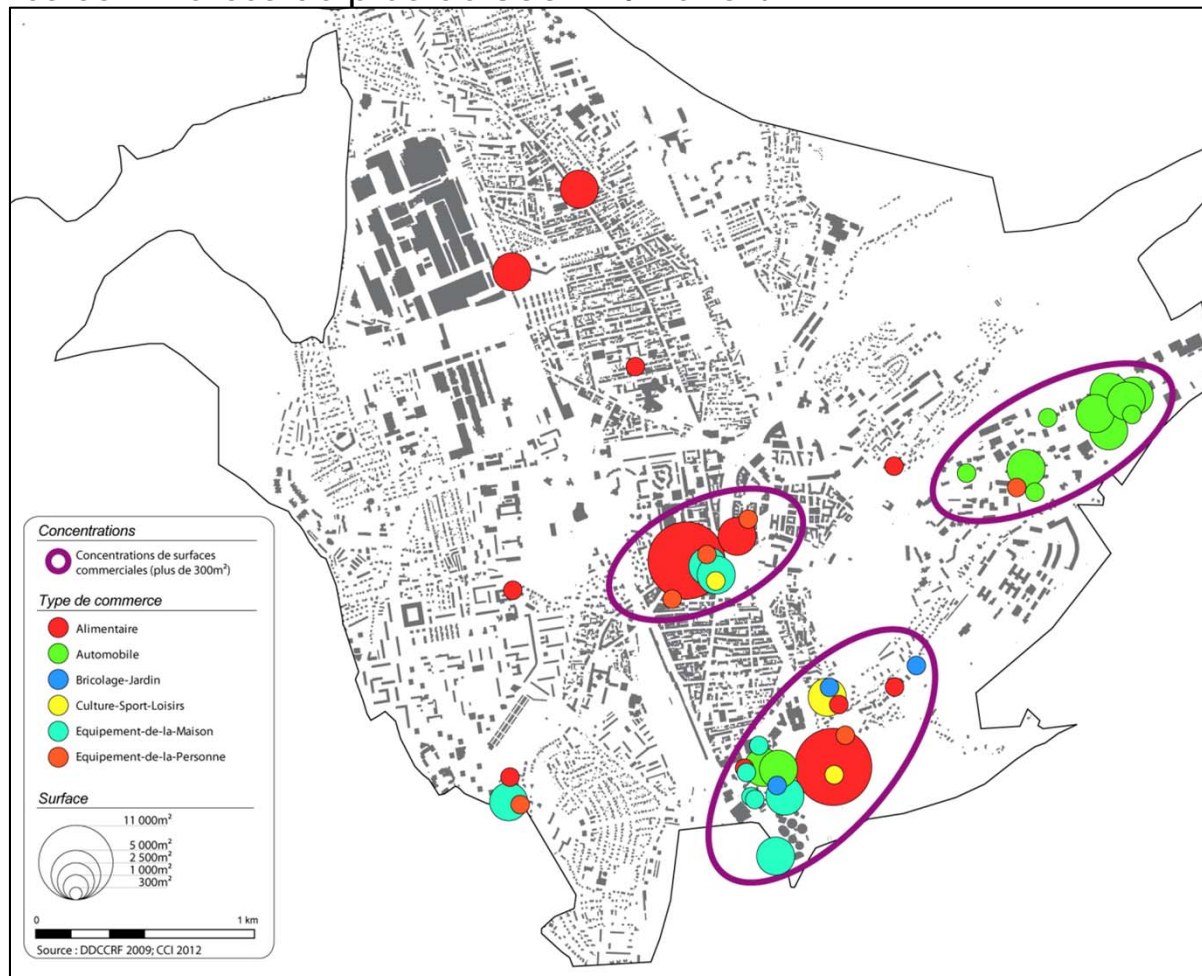 Concentrations
Concentrations de surfaces
commerciales (plus de 300m²)
Type de commerce
Alimentaire
Automobile
Bricolage-Jardin
Culture-Sport-Loisirs
Equipement-de-la-Maison
Equipement-de-la-Personne
Surface
11 000m²
5 000m²
2 500m²
1 000m²
300m²
0 1 km
Source : DDCCRF 2009; CCI 2012